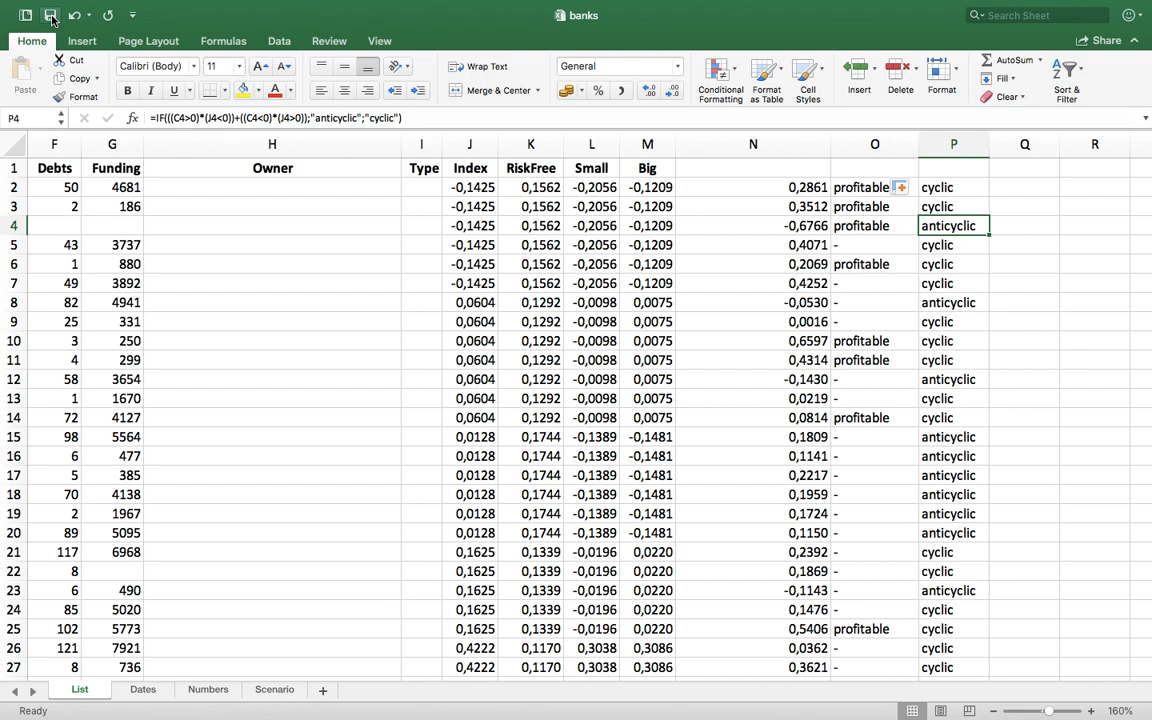 banks
Search Sheet
Home Insert Page Layout Formulas Data Review View Share
Paste Cut Copy Format
Calibri (Body) 11
B I U
Wrap Text
Merge & Center
General
Conditional Formatting
Format as Table
Cell Styles
Insert Delete Format
AutoSum
Fill
Clear
Sort & Filter
P4 fx =IF(((C4>0)*(J4<0))+((C4<0)*(J4>0));"anticyclic";"cyclic")
F G H I J K L M N O P Q R
1 Debts Funding Owner Type Index RiskFree Small Big
2 50 4681 -0,1425 0,1562 -0,2056 -0,1209 0,2861 profitable cyclic
3 2 186 -0,1425 0,1562 -0,2056 -0,1209 0,3512 profitable cyclic
4 -0,1425 0,1562 -0,2056 -0,1209 -0,6766 profitable anticyclic
5 43 3737 -0,1425 0,1562 -0,2056 -0,1209 0,4071 - cyclic
6 1 880 -0,1425 0,1562 -0,2056 -0,1209 0,2069 profitable cyclic
7 49 3892 -0,1425 0,1562 -0,2056 -0,1209 0,4252 - cyclic
8 82 4941 0,0604 0,1292 -0,0098 0,0075 -0,0530 - anticyclic
9 25 331 0,0604 0,1292 -0,0098 0,0075 0,0016 - cyclic
10 3 250 0,0604 0,1292 -0,0098 0,0075 0,6597 profitable cyclic
11 4 299 0,0604 0,1292 -0,0098 0,0075 0,4314 profitable cyclic
12 58 3654 0,0604 0,1292 -0,0098 0,0075 -0,1430 - anticyclic
13 1 1670 0,0604 0,1292 -0,0098 0,0075 0,0219 - cyclic
14 72 4127 0,0604 0,1292 -0,0098 0,0075 0,0814 profitable cyclic
15 98 5564 0,0128 0,1744 -0,1389 -0,1481 0,1809 - anticyclic
16 6 477 0,0128 0,1744 -0,1389 -0,1481 0,1141 - anticyclic
17 5 385 0,0128 0,1744 -0,1389 -0,1481 0,2217 - anticyclic
18 70 4138 0,0128 0,1744 -0,1389 -0,1481 0,1959 - anticyclic
19 2 1967 0,0128 0,1744 -0,1389 -0,1481 0,1724 - anticyclic
20 89 5095 0,0128 0,1744 -0,1389 -0,1481 0,1150 - anticyclic
21 117 6968 0,1625 0,1339 -0,0196 0,0220 0,2392 - cyclic
22 8 0,1625 0,1339 -0,0196 0,0220 0,1869 - cyclic
23 6 490 0,1625 0,1339 -0,0196 0,0220 -0,1143 - anticyclic
24 85 5020 0,1625 0,1339 -0,0196 0,0220 0,1476 - cyclic
25 102 5773 0,1625 0,1339 -0,0196 0,0220 0,5406 profitable cyclic
26 121 7921 0,4222 0,1170 0,3038 0,3086 0,0362 - cyclic
27 8 736 0,4222 0,1170 0,3038 0,3086 0,3621 - cyclic
List Dates Numbers Scenario
Ready 160%